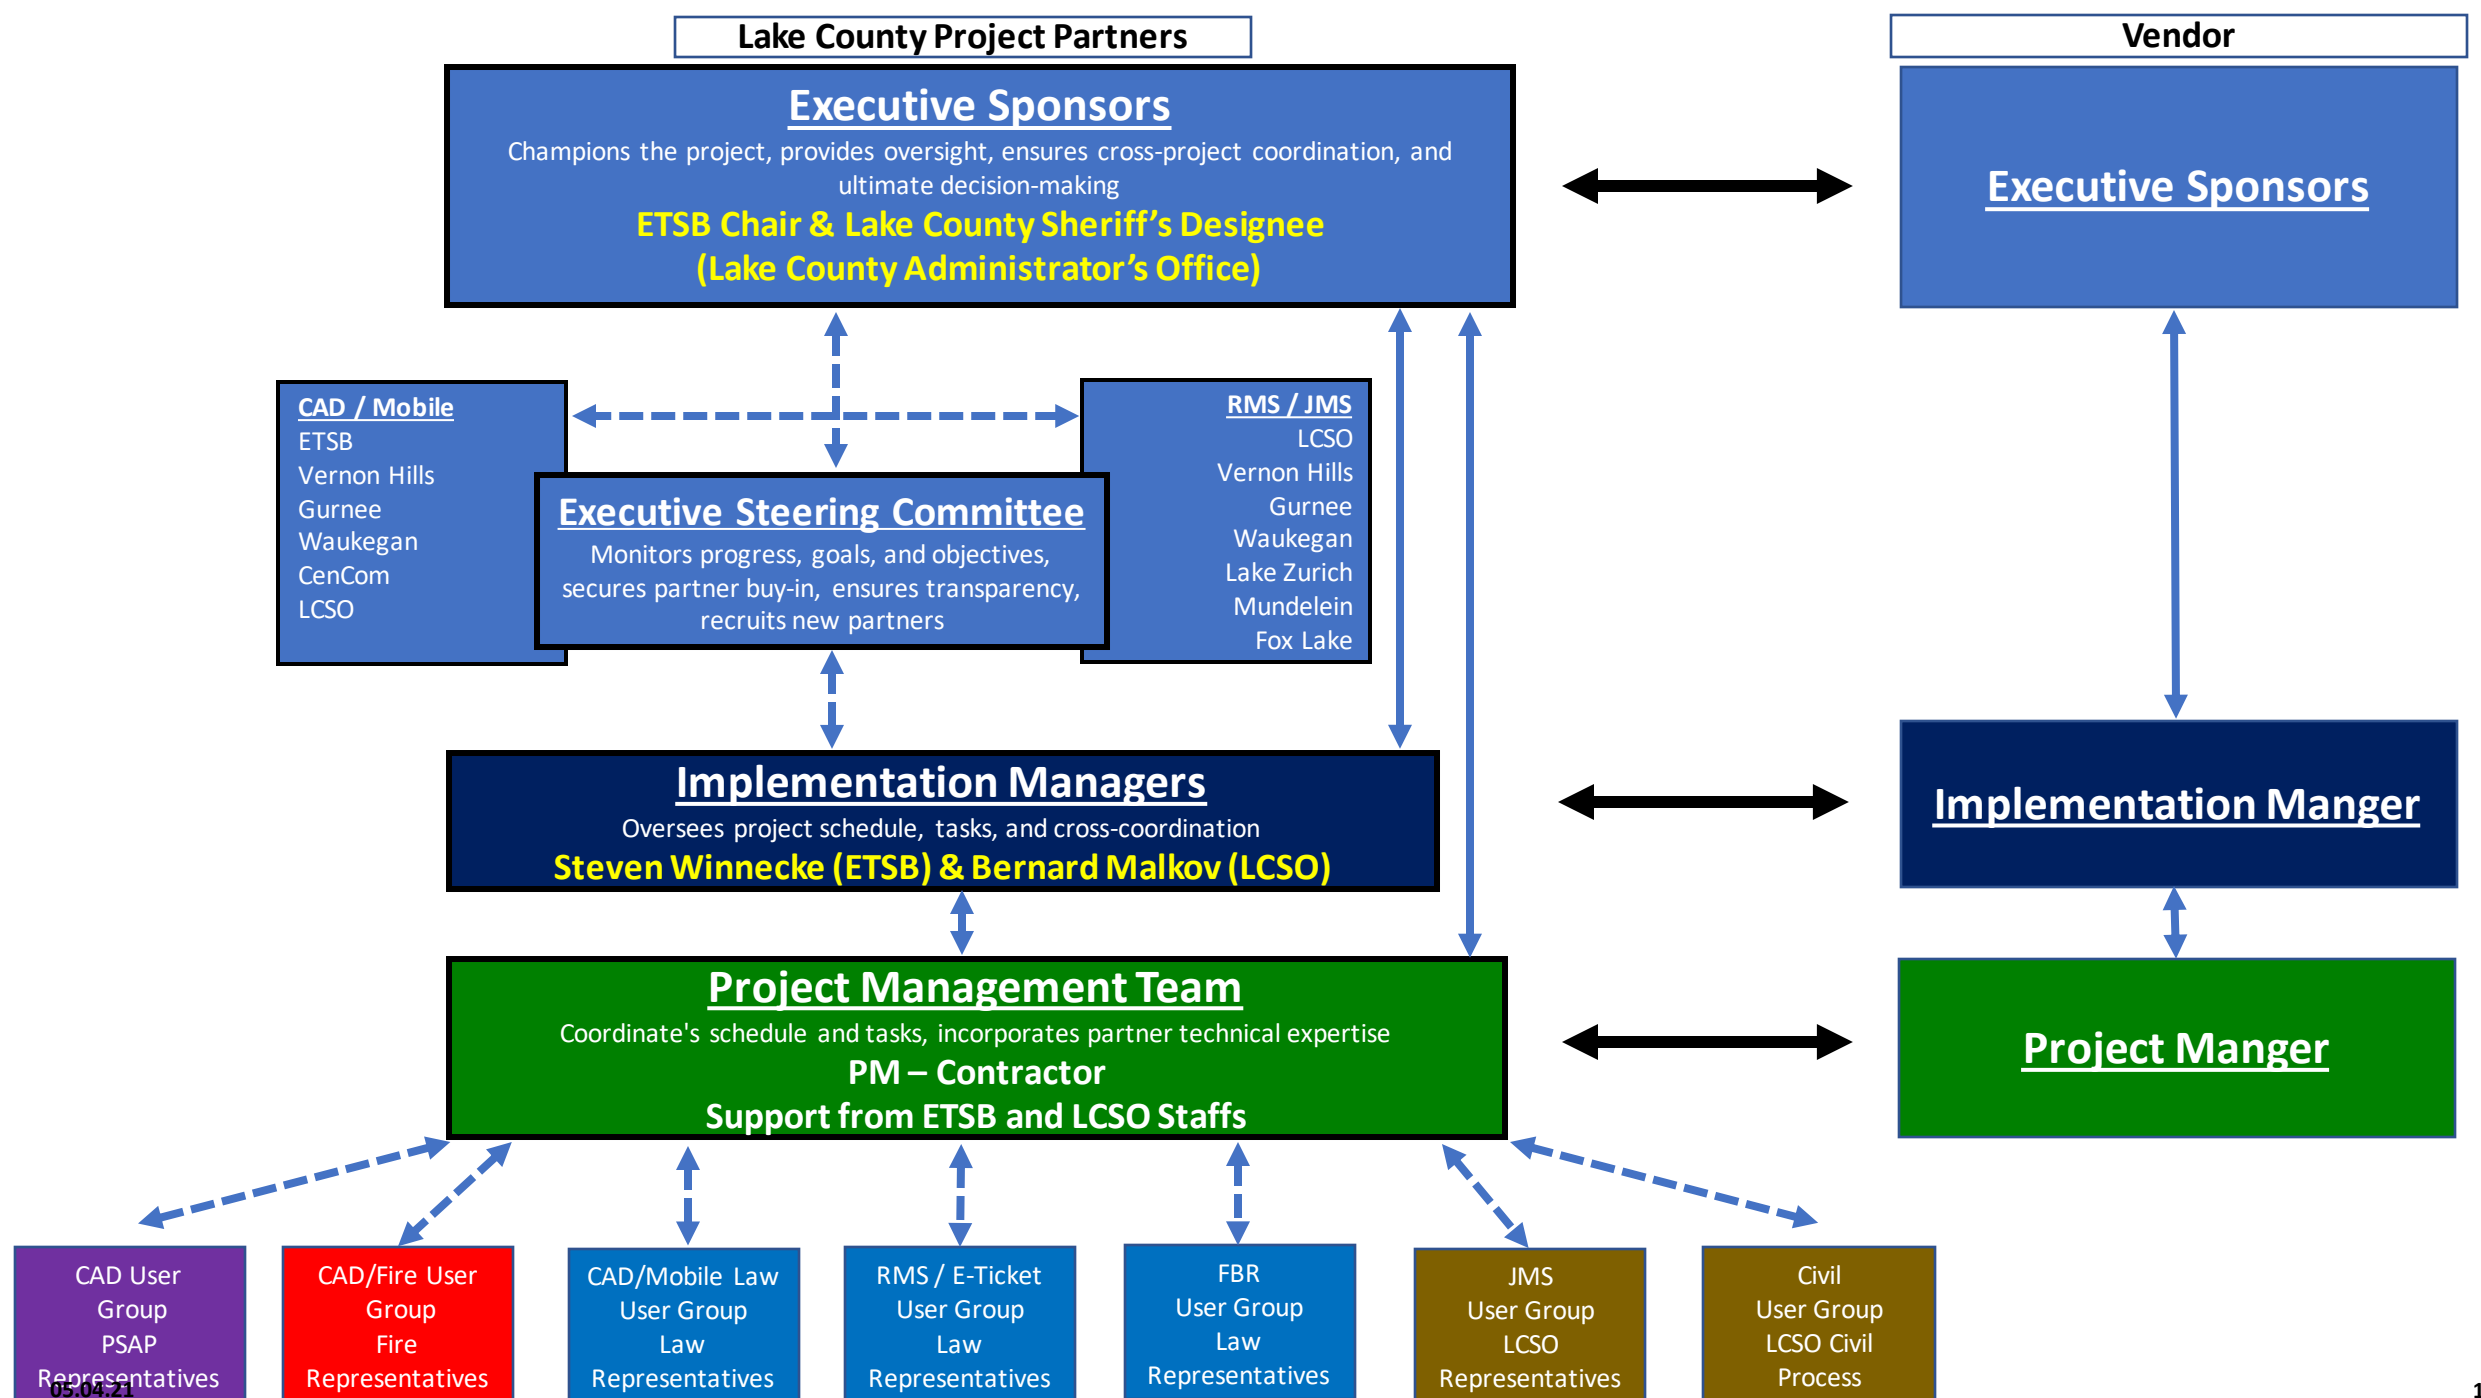 Lake County Project Partners
Vendor
Executive Sponsors
Champions the project, provides oversight, ensures cross-project coordination, and
ultimate decision-making
ETSB Chair & Lake County Sheriff's Designee
(Lake County Administrator's Office)
Executive Sponsors
CAD / Mobile
ETSB
Vernon Hills
Gurnee
Waukegan
CenCom
LCSO
RMS / JMS
LCSO
Vernon Hills
Gurnee
Waukegan
Lake Zurich
Mundelein
Fox Lake
Executive Steering Committee
Monitors progress, goals, and objectives,
secures partner buy-in, ensures transparency,
recruits new partners
Implementation Managers
Oversees project schedule, tasks, and cross-coordination
Steven Winnecke (ETSB) & Bernard Malkov (LCSO)
Implementation Manger
Project Management Team
Coordinate's schedule and tasks, incorporates partner technical expertise
PM – Contractor
Support from ETSB and LCSO Staffs
Project Manger
CAD User
Group
PSAP
Representatives
CAD/Fire User
Group
Fire
Representatives
CAD/Mobile Law
User Group
Law
Representatives
RMS / E-Ticket
User Group
Law
Representatives
FBR
User Group
Law
Representatives
JMS
User Group
LCSO
Representatives
Civil
User Group
LCSO Civil
Process
05.04.21
1